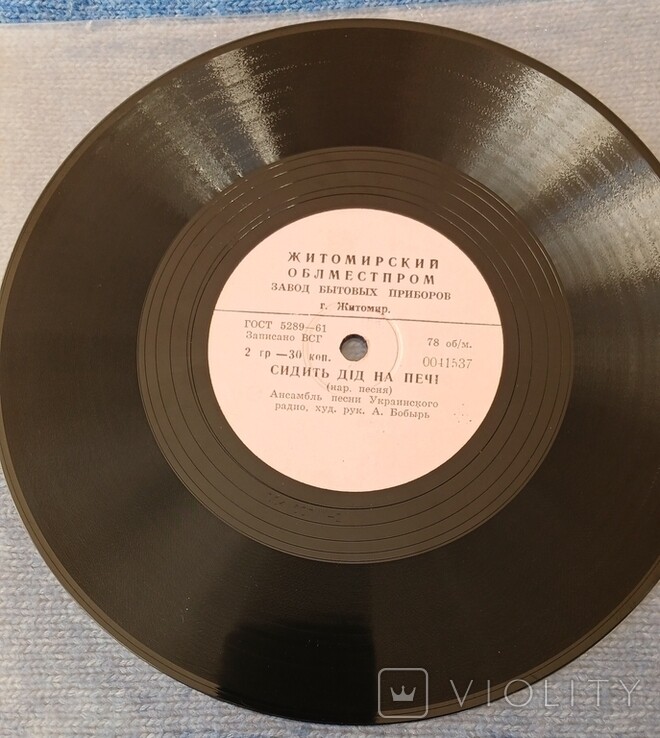 ЖИТОМИРСКИЙ
ОБЛМЕСТПРОМ
ЗАВОД БЫТОВЫХ ПРИБОРОВ
г. Житомир.
ГОСТ 5289—61
Записано ВСГ
78 об/м.
2 гр —30 коп.
0041537
СИДИТЬ ДІД НА ПЕЧІ
(нар. песня)
Ансамбль песни Украинского
радио, худ. рук. А. Бобырь
VIOLITY